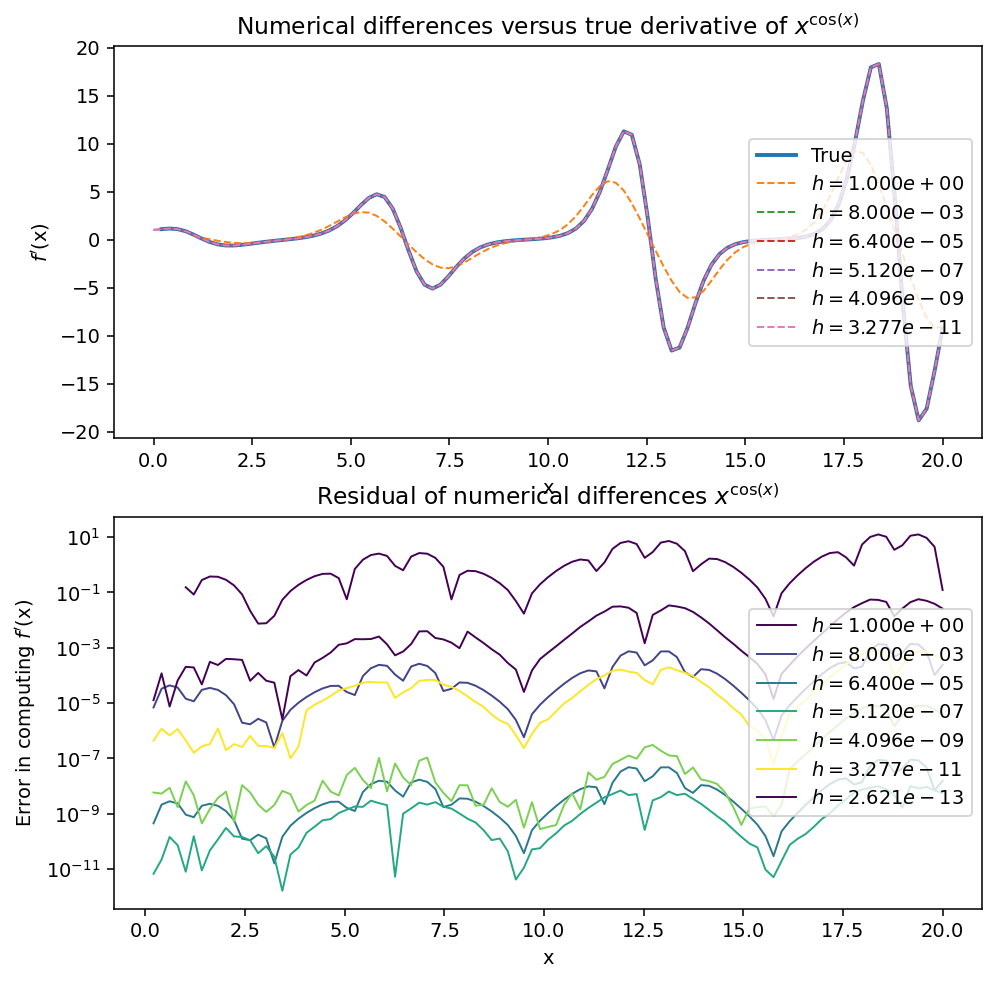 Numerical differences versus true derivative of x^cos(x)
20
15
10
5
0
−5
−10
−15
−20
f′(x)
True
h = 1.000e + 00
h = 8.000e − 03
h = 6.400e − 05
h = 5.120e − 07
h = 4.096e − 09
h = 3.277e − 11
0.0 2.5 5.0 7.5 10.0 12.5 15.0 17.5 20.0
x
Residual of numerical differences x^cos(x)
10^1
10^−1
10^−3
10^−5
10^−7
10^−9
10^−11
Error in computing f′(x)
h = 1.000e + 00
h = 8.000e − 03
h = 6.400e − 05
h = 5.120e − 07
h = 4.096e − 09
h = 3.277e − 11
h = 2.621e − 13
0.0 2.5 5.0 7.5 10.0 12.5 15.0 17.5 20.0
x